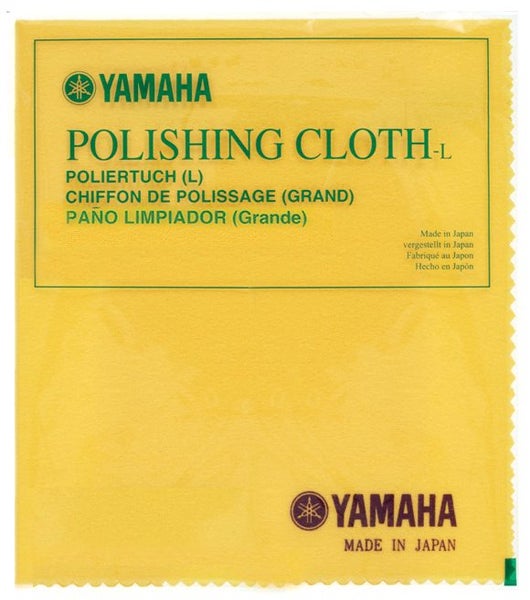 YAMAHA
POLISHING CLOTH-L
POLIERTUCH (L)
CHIFFON DE POLISSAGE (GRAND)
PAÑO LIMPIADOR (Grande)
Made in Japan
vergestellt in Japan
Fabriqué au Japon
Hecho en Japón
YAMAHA
MADE IN JAPAN